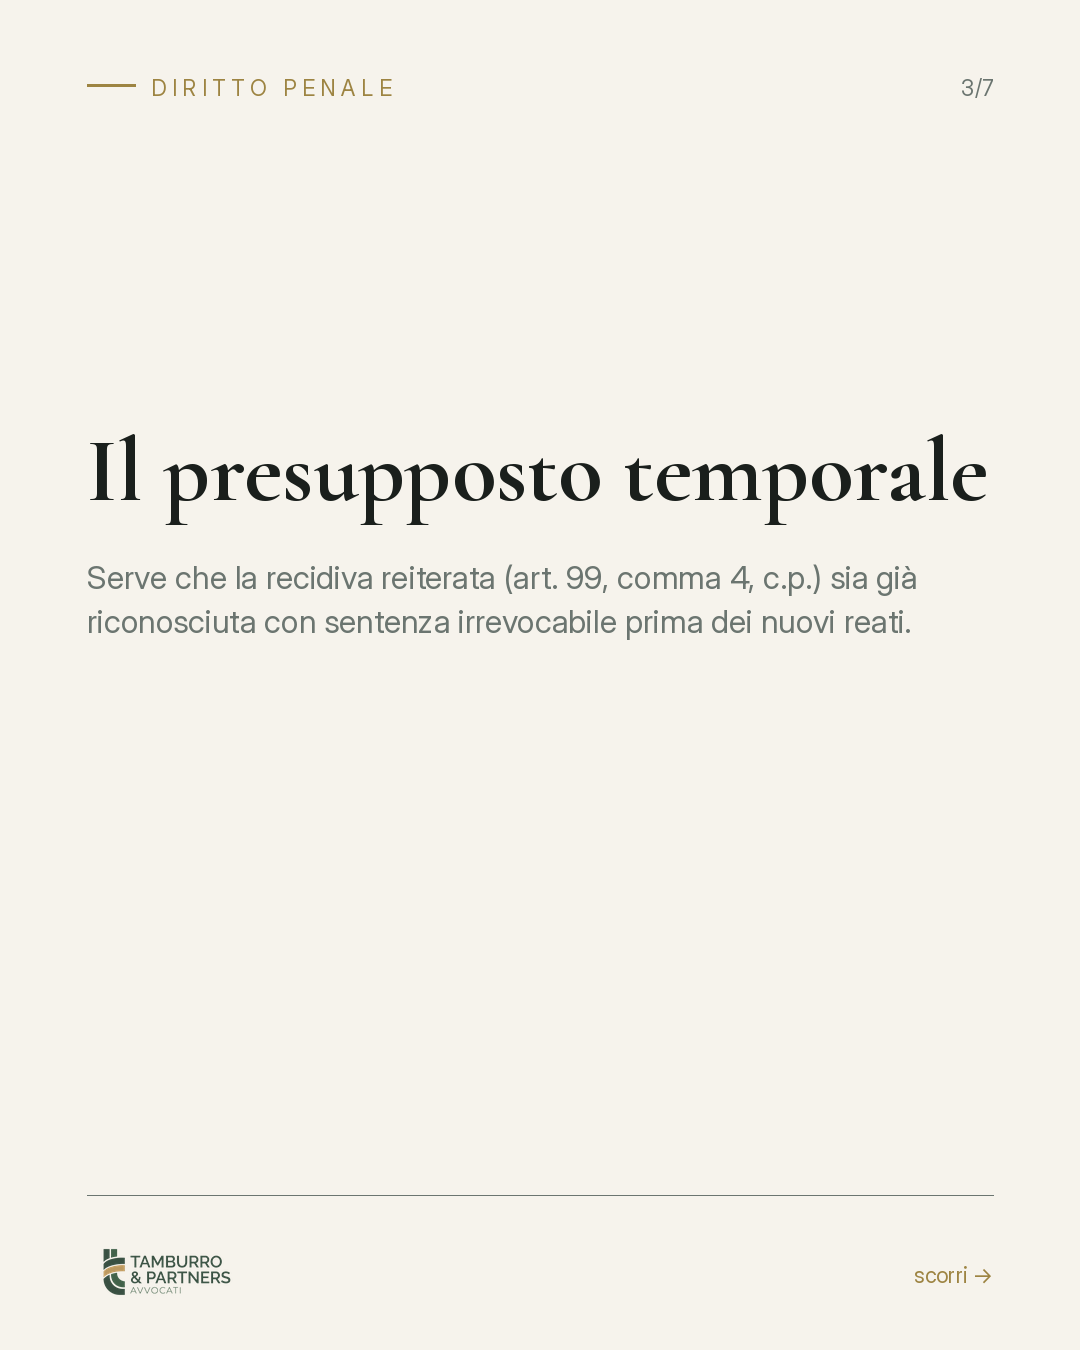 DIRITTO PENALE
3/7
Il presupposto temporale
Serve che la recidiva reiterata (art. 99, comma 4, c.p.) sia già
riconosciuta con sentenza irrevocabile prima dei nuovi reati.
TAMBURRO
& PARTNERS
AVVOCATI
scorri →